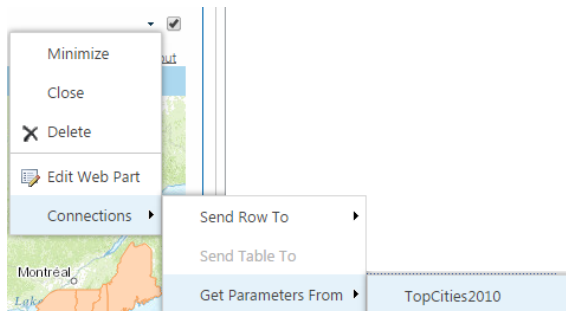 Minimize
Close
Delete
Edit Web Part
Connections
Send Row To
Send Table To
Get Parameters From
TopCities2010
Montréal